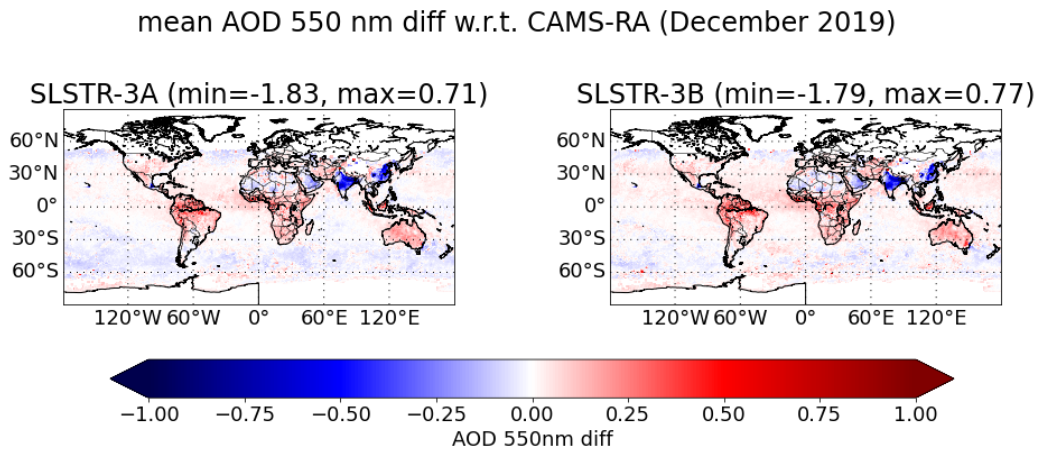 mean AOD 550 nm diff w.r.t. CAMS-RA (December 2019)
SLSTR-3A (min=-1.83, max=0.71)
SLSTR-3B (min=-1.79, max=0.77)
60°N
30°N
0°
30°S
60°S
120°W 60°W 0° 60°E 120°E
60°N
30°N
0°
30°S
60°S
120°W 60°W 0° 60°E 120°E
−1.00 −0.75 −0.50 −0.25 0.00 0.25 0.50 0.75 1.00
AOD 550nm diff